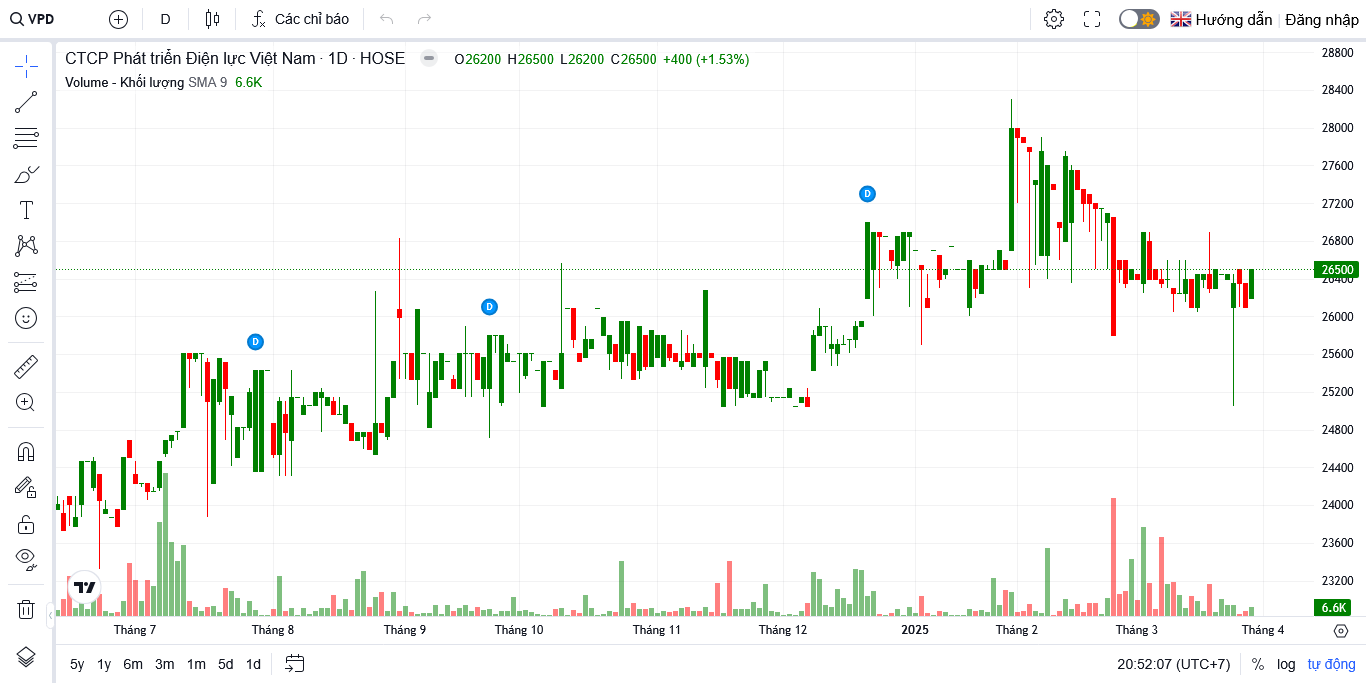 VPD D Các chỉ báo Hướng dẫn Đăng nhập
CTCP Phát triển Điện lực Việt Nam · 1D · HOSE O26200 H26500 L26200 C26500 +400 (+1.53%)
Volume - Khối lượng SMA 9 6.6K
28800
28400
28000
27600
27200
26800
26500
26400
26000
25600
25200
24800
24400
24000
23600
23200
6.6K
D
D
D
Tháng 7 Tháng 8 Tháng 9 Tháng 10 Tháng 11 Tháng 12 2025 Tháng 2 Tháng 3 Tháng 4
5y 1y 6m 3m 1m 5d 1d 20:52:07 (UTC+7) % log tự động